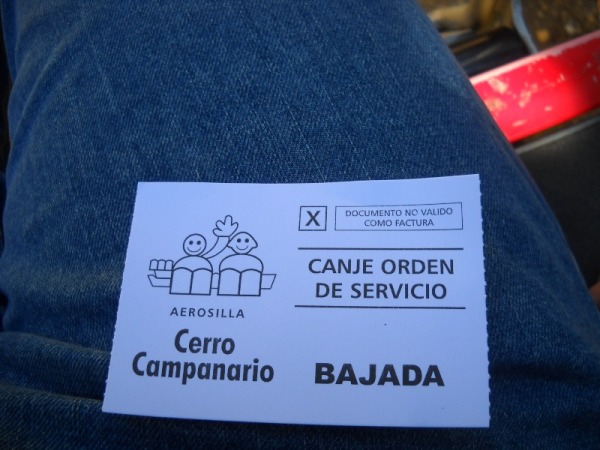 X
DOCUMENTO NO VALIDO
COMO FACTURA
CANJE ORDEN
DE SERVICIO
AEROSILLA
Cerro
Campanario
BAJADA